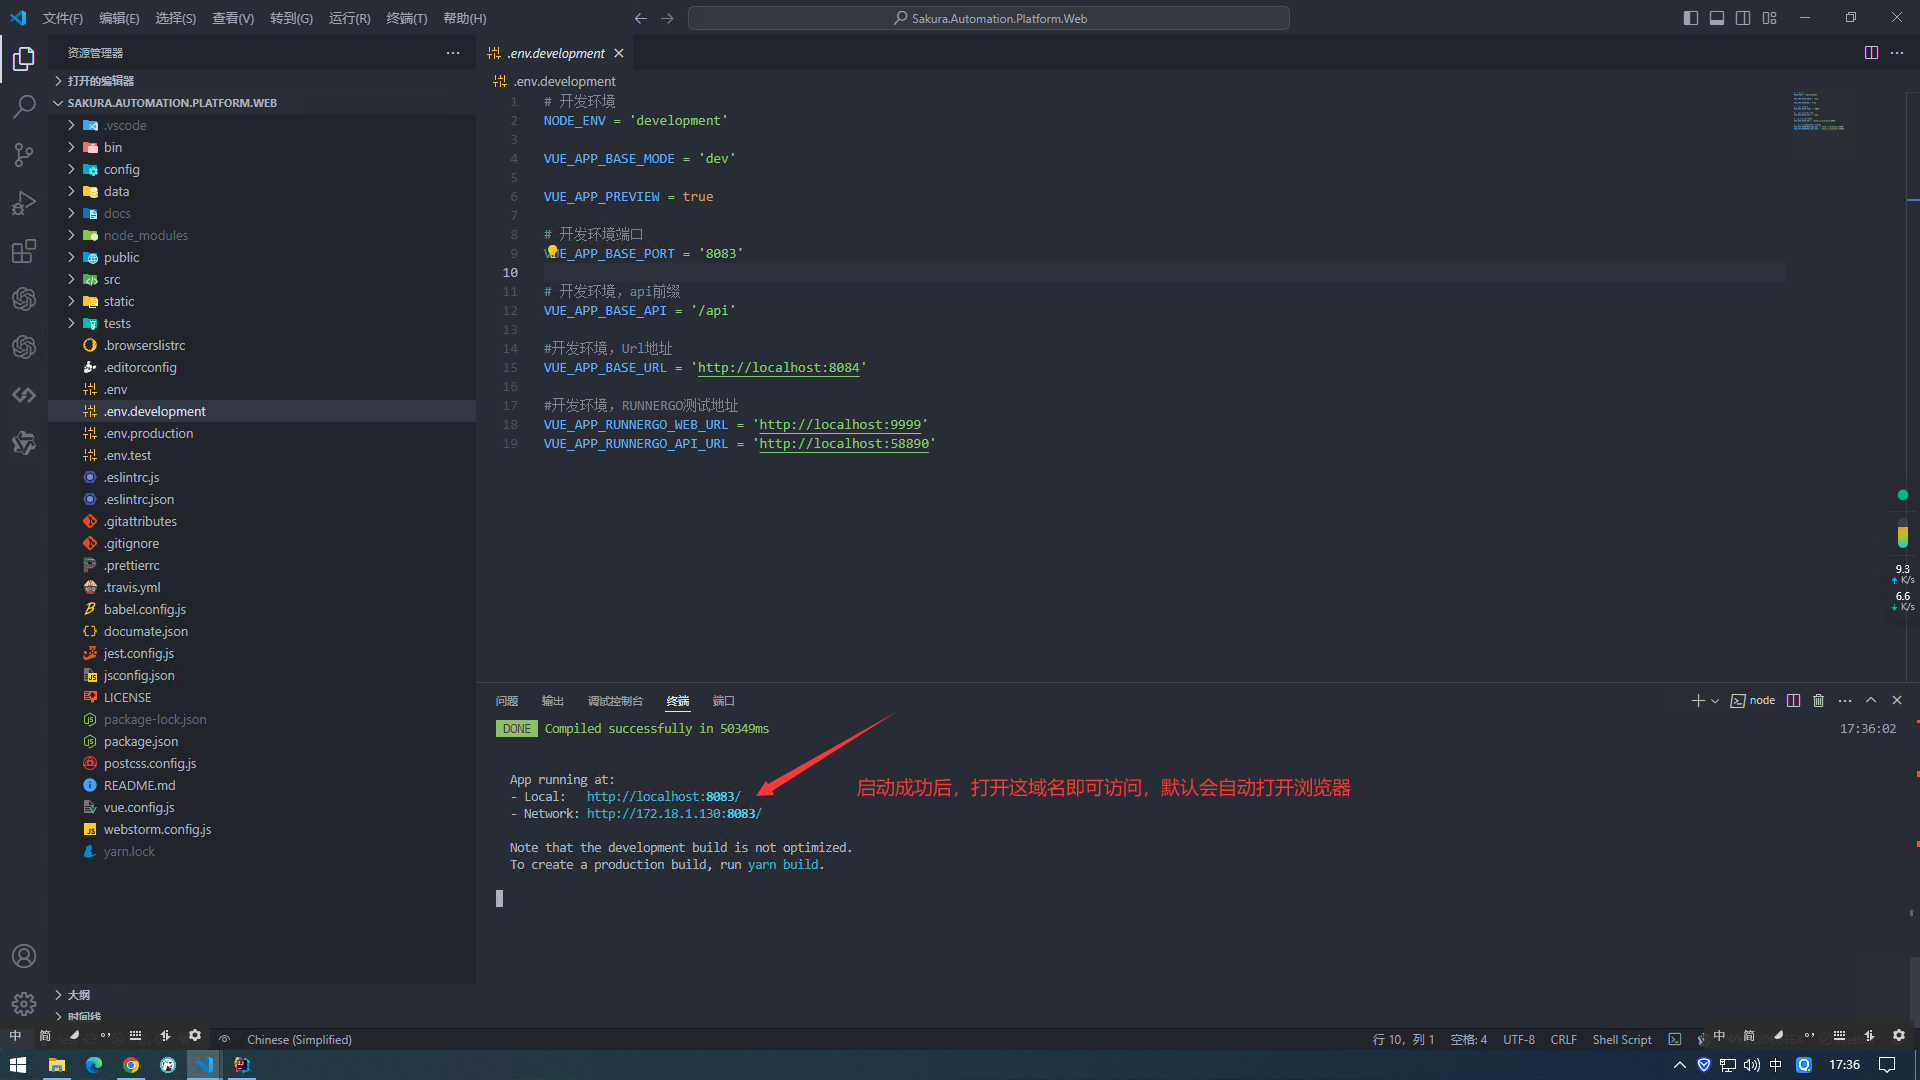 文件(F) 编辑(E) 选择(S) 查看(V) 转到(G) 运行(R) 终端(T) 帮助(H) Sakura.Automation.Platform.Web
资源管理器
打开的编辑器
SAKURA.AUTOMATION.PLATFORM.WEB
.vscode
bin
config
data
docs
node_modules
public
src
static
tests
.browserslistrc
.editorconfig
.env
.env.development
.env.production
.env.test
.eslintrc.js
.eslintrc.json
.gitattributes
.gitignore
.prettierrc
.travis.yml
babel.config.js
documate.json
jest.config.js
jsconfig.json
LICENSE
package-lock.json
package.json
postcss.config.js
README.md
vue.config.js
webstorm.config.js
yarn.lock
大纲
时间线
.env.development
.env.development
1 # 开发环境
2 NODE_ENV = 'development'
3
4 VUE_APP_BASE_MODE = 'dev'
5
6 VUE_APP_PREVIEW = true
7
8 # 开发环境端口
9 VUE_APP_BASE_PORT = '8083'
10
11 # 开发环境，api前缀
12 VUE_APP_BASE_API = '/api'
13
14 #开发环境，Url地址
15 VUE_APP_BASE_URL = 'http://localhost:8084'
16
17 #开发环境，RUNNERGO测试地址
18 VUE_APP_RUNNERGO_WEB_URL = 'http://localhost:9999'
19 VUE_APP_RUNNERGO_API_URL = 'http://localhost:58890'
9.3
K/s
6.6
K/s
问题 输出 调试控制台 终端 端口 node
DONE Compiled successfully in 50349ms 17:36:02
App running at:
- Local: http://localhost:8083/
- Network: http://172.18.1.130:8083/
启动成功后，打开这域名即可访问，默认会自动打开浏览器
Note that the development build is not optimized.
To create a production build, run yarn build.
中 简 Chinese (Simplified) 行 10，列 1 空格: 4 UTF-8 CRLF Shell Script 中 简
中 17:36